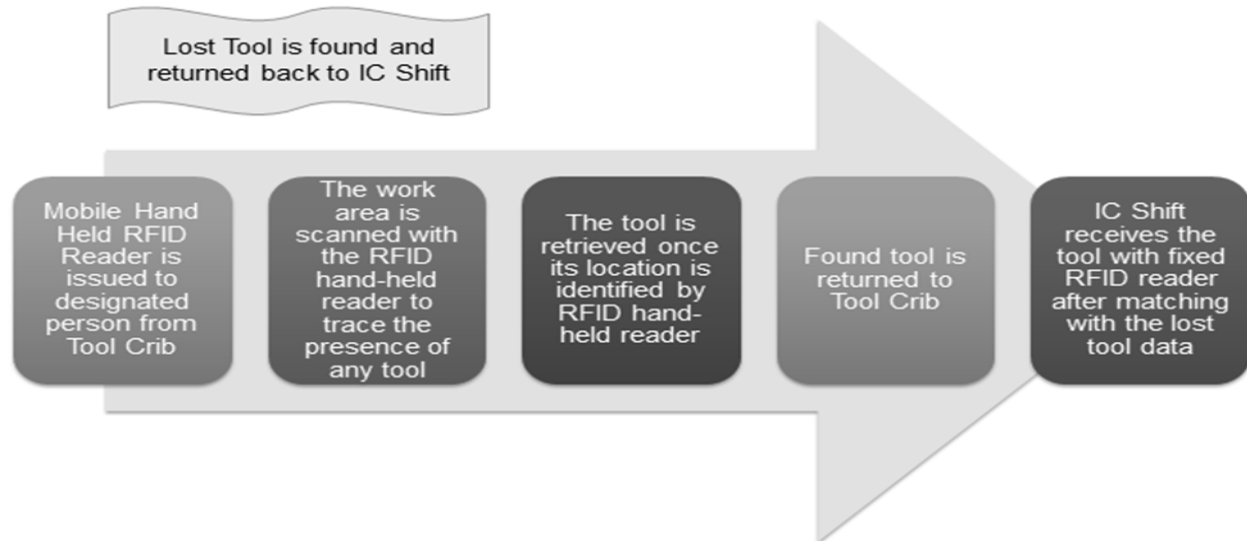 Lost Tool is found and
returned back to IC Shift
Mobile Hand
Held RFID
Reader is
issued to
designated
person from
Tool Crib
The work
area is
scanned with
the RFID
hand-held
reader to
trace the
presence of
any tool
The tool is
retrieved once
its location is
identified by
RFID hand-
held reader
Found tool is
returned to
Tool Crib
IC Shift
receives the
tool with fixed
RFID reader
after matching
with the lost
tool data